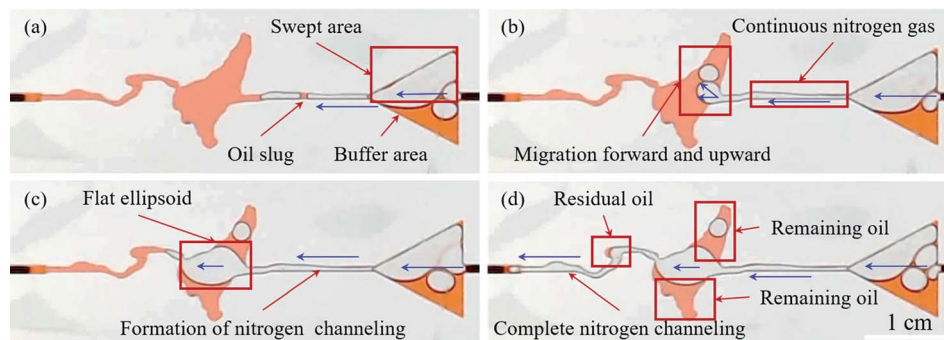 (a)
Swept area
Oil slug
Buffer area
(b)
Continuous nitrogen gas
Migration forward and upward
(c)
Flat ellipsoid
Formation of nitrogen channeling
(d)
Residual oil
Remaining oil
Remaining oil
Complete nitrogen channeling
1 cm